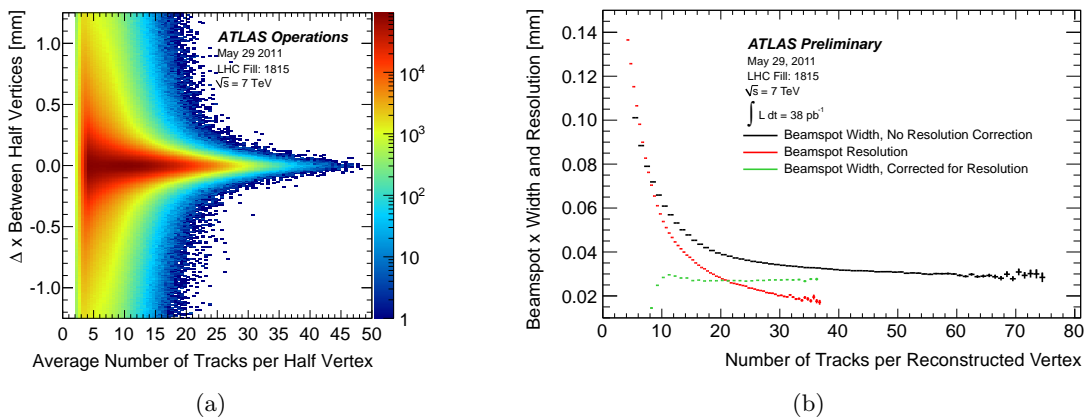 ATLAS Operations
May 29 2011
LHC Fill: 1815
√s = 7 TeV
Δ x Between Half Vertices [mm]
1.0
0.5
0.0
-0.5
-1.0
0 5 10 15 20 25 30 35 40 45 50
Average Number of Tracks per Half Vertex
10⁴
10³
10²
10
1
(a)
ATLAS Preliminary
May 29, 2011
LHC Fill: 1815
√s = 7 TeV
∫ L dt = 38 pb⁻¹
Beamspot Width, No Resolution Correction
Beamspot Resolution
Beamspot Width, Corrected for Resolution
Beamspot x Width and Resolution [mm]
0.14
0.12
0.10
0.08
0.06
0.04
0.02
0 10 20 30 40 50 60 70 80
Number of Tracks per Reconstructed Vertex
(b)